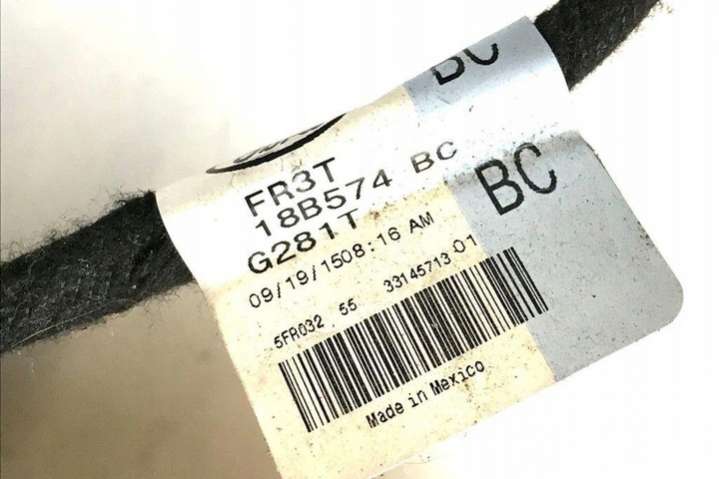 BC
FR3T
18B574 BC
G281T
BC
09/19/1508:16 AM
5FR032 55 33145713 01
Made in Mexico